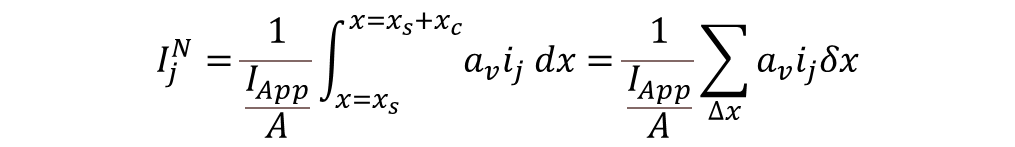 $I_j^N = \frac{1}{\frac{I_{App}}{A}} \int_{x=x_s}^{x=x_s+x_c} a_v i_j \, dx = \frac{1}{\frac{I_{App}}{A}} \sum_{\Delta x} a_v i_j \delta x$